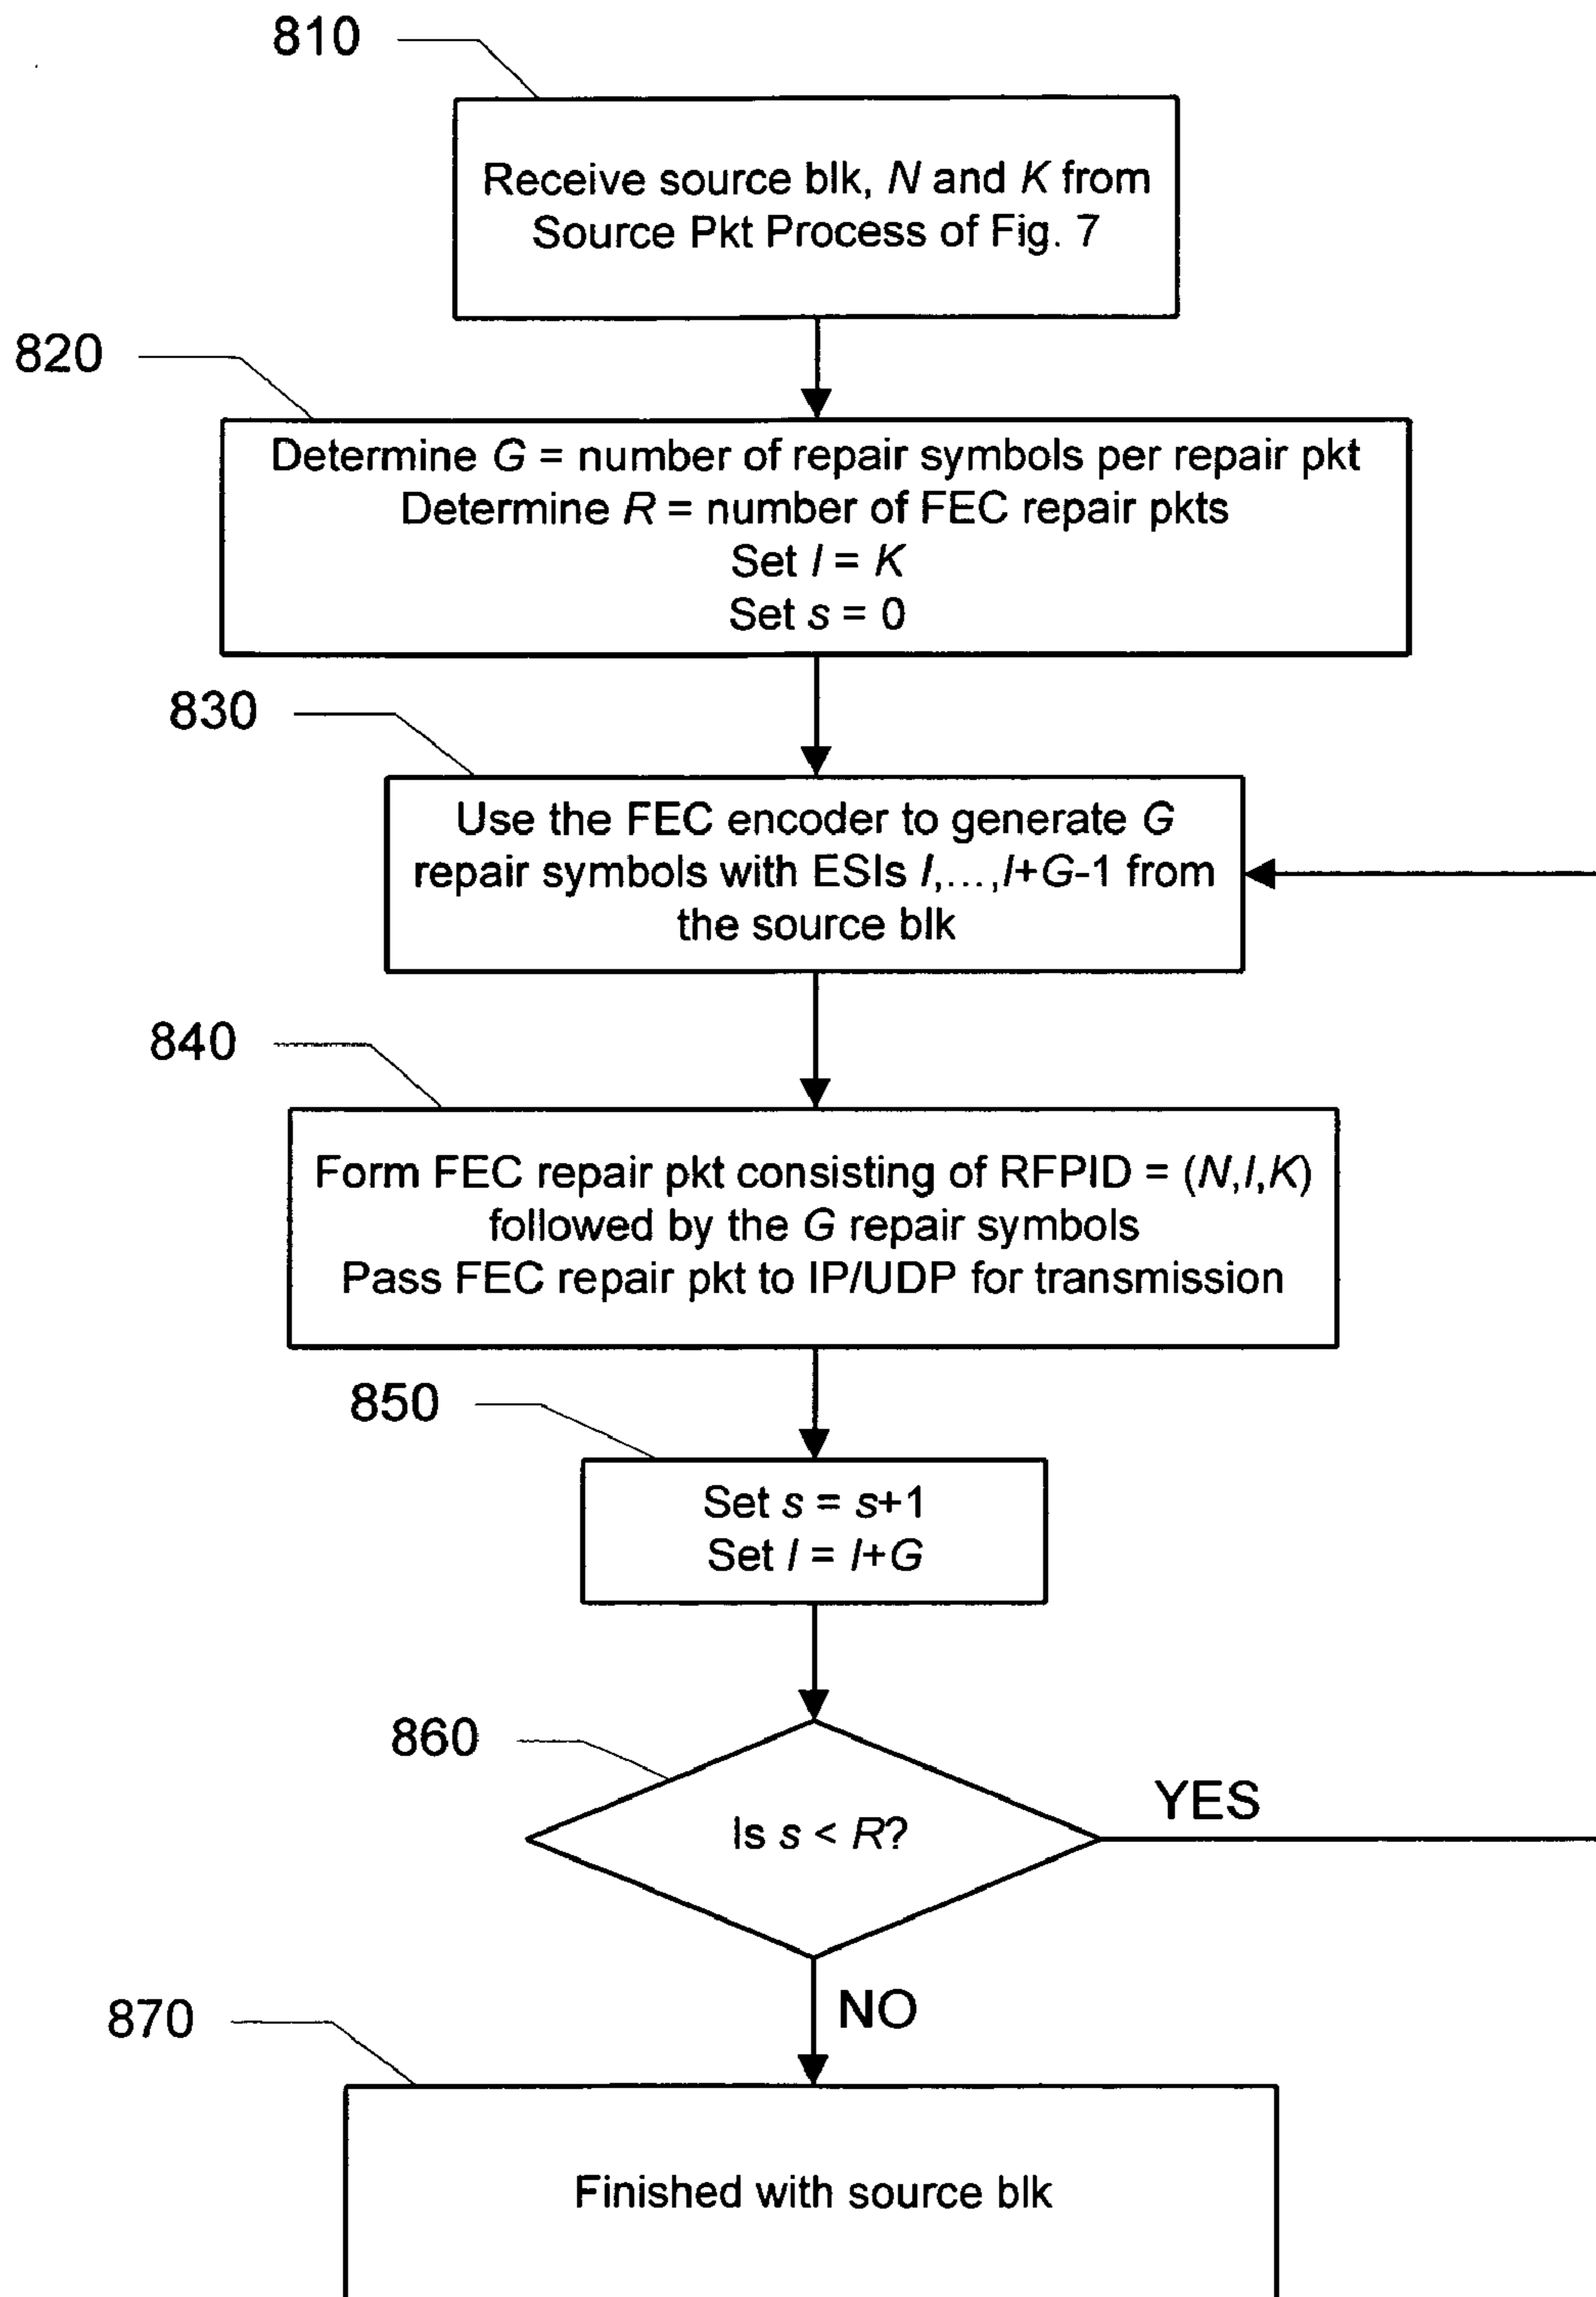 810
Receive source blk, N and K from
Source Pkt Process of Fig. 7
820
Determine G = number of repair symbols per repair pkt
Determine R = number of FEC repair pkts
Set I = K
Set s = 0
830
Use the FEC encoder to generate G
repair symbols with ESIs I,...,I+G-1 from
the source blk
840
Form FEC repair pkt consisting of RFPID = (N,I,K)
followed by the G repair symbols
Pass FEC repair pkt to IP/UDP for transmission
850
Set s = s+1
Set I = I+G
860
Is s < R?
YES
NO
870
Finished with source blk